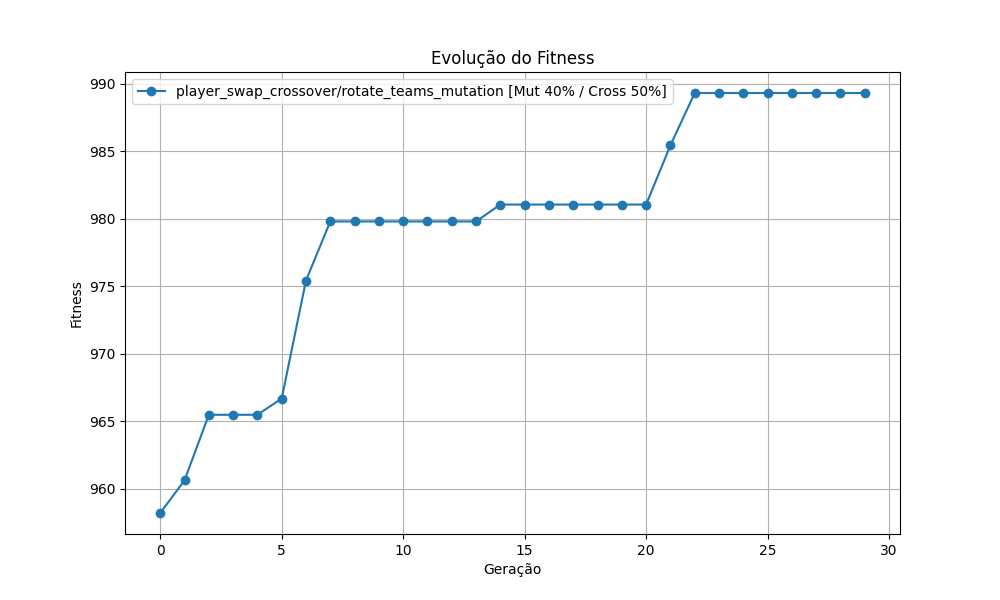 Evolução do Fitness
player_swap_crossover/rotate_teams_mutation [Mut 40% / Cross 50%]
990
985
980
975
970
965
960
Fitness
0 5 10 15 20 25 30
Geração